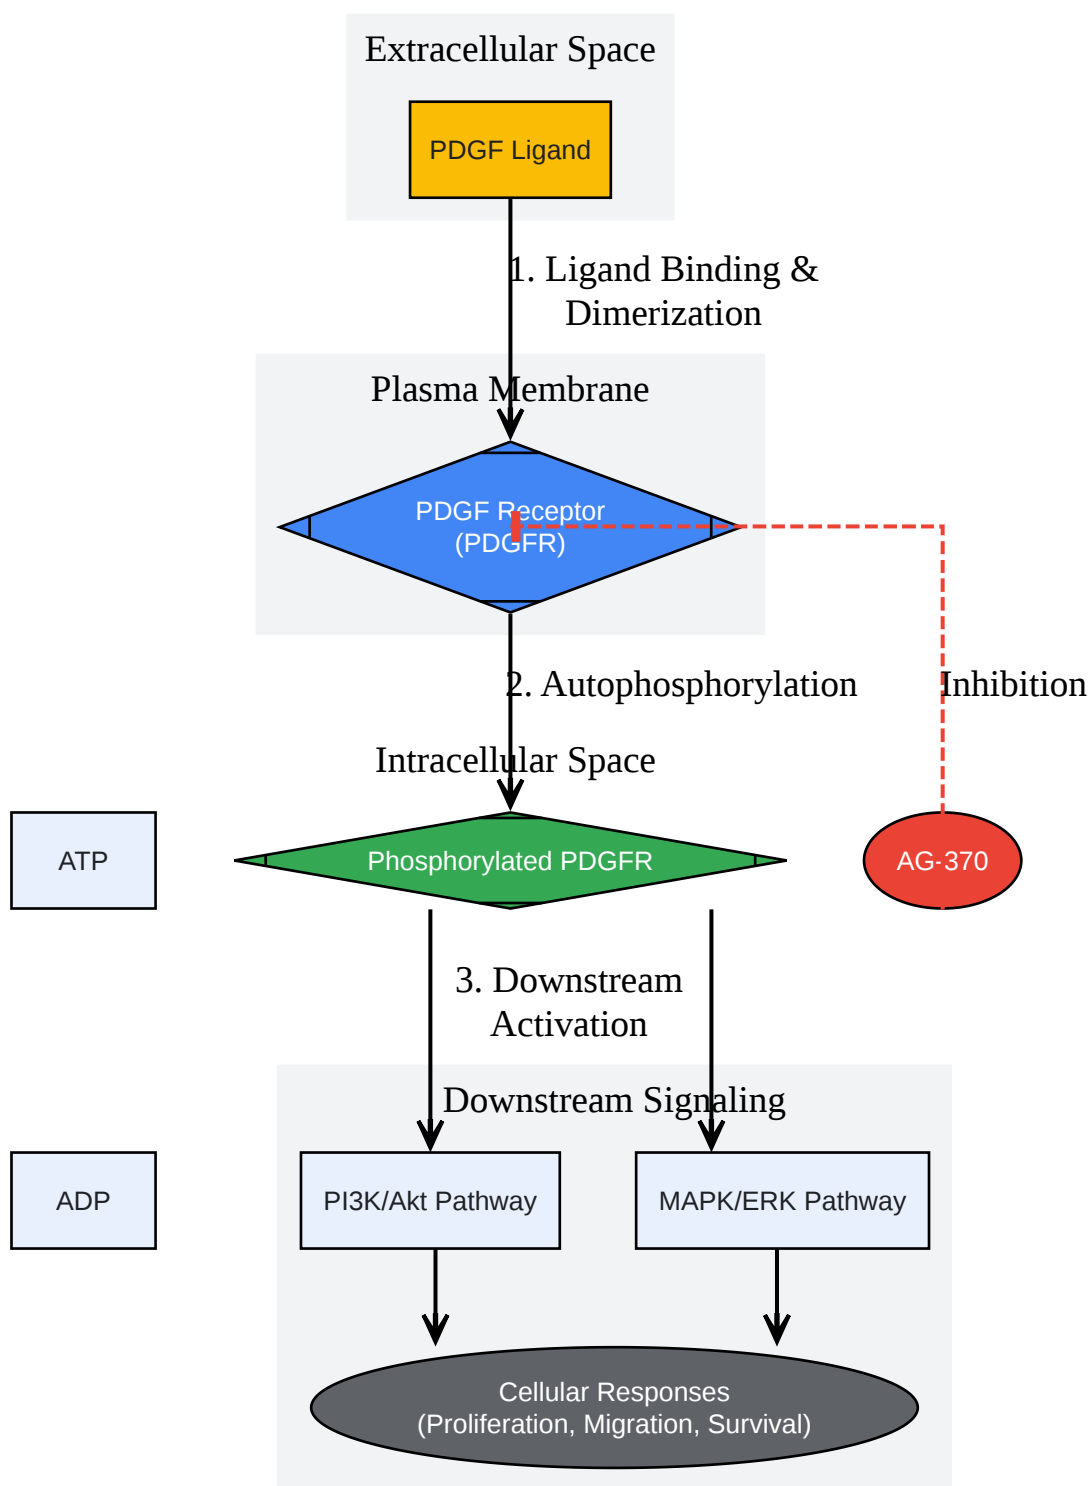 Extracellular Space
PDGF Ligand
1. Ligand Binding &
Dimerization
Plasma Membrane
PDGF Receptor
(PDGFR)
2. Autophosphorylation
Inhibition
Intracellular Space
ATP
Phosphorylated PDGFR
AG-370
3. Downstream
Activation
Downstream Signaling
ADP
PI3K/Akt Pathway
MAPK/ERK Pathway
Cellular Responses
(Proliferation, Migration, Survival)